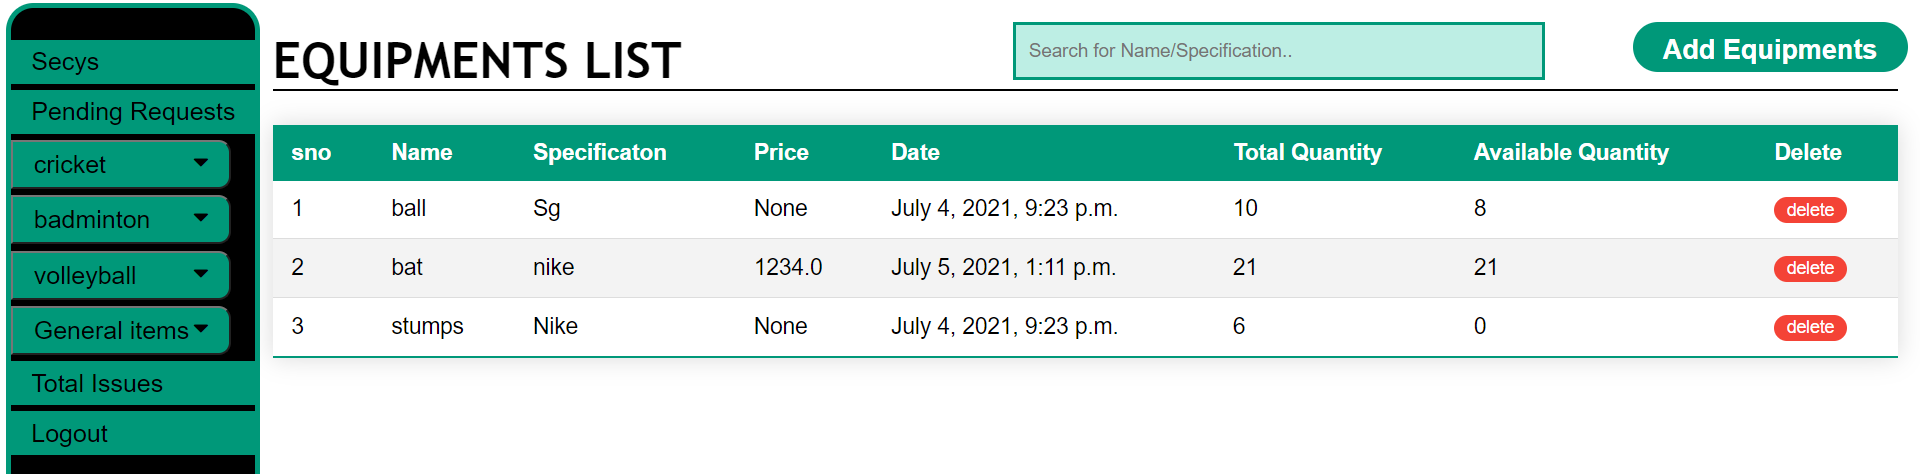 Secys
Pending Requests
cricket
badminton
volleyball
General items
Total Issues
Logout
EQUIPMENTS LIST
Search for Name/Specification..
Add Equipments
sno Name Specificaton Price Date Total Quantity Available Quantity Delete
1 ball Sg None July 4, 2021, 9:23 p.m. 10 8 delete
2 bat nike 1234.0 July 5, 2021, 1:11 p.m. 21 21 delete
3 stumps Nike None July 4, 2021, 9:23 p.m. 6 0 delete